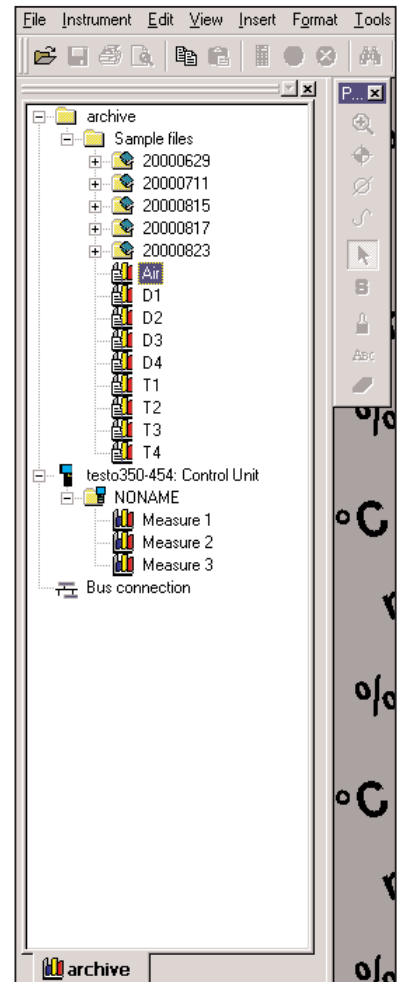 File Instrument Edit View Insert Format Tools
P...
archive
Sample files
20000629
20000711
20000815
20000817
20000823
Air
D1
D2
D3
D4
T1
T2
T3
T4
testo350-454: Control Unit
NONAME
Measure 1
Measure 2
Measure 3
Bus connection
B
ABC
%
°C
%
°C
%
archive